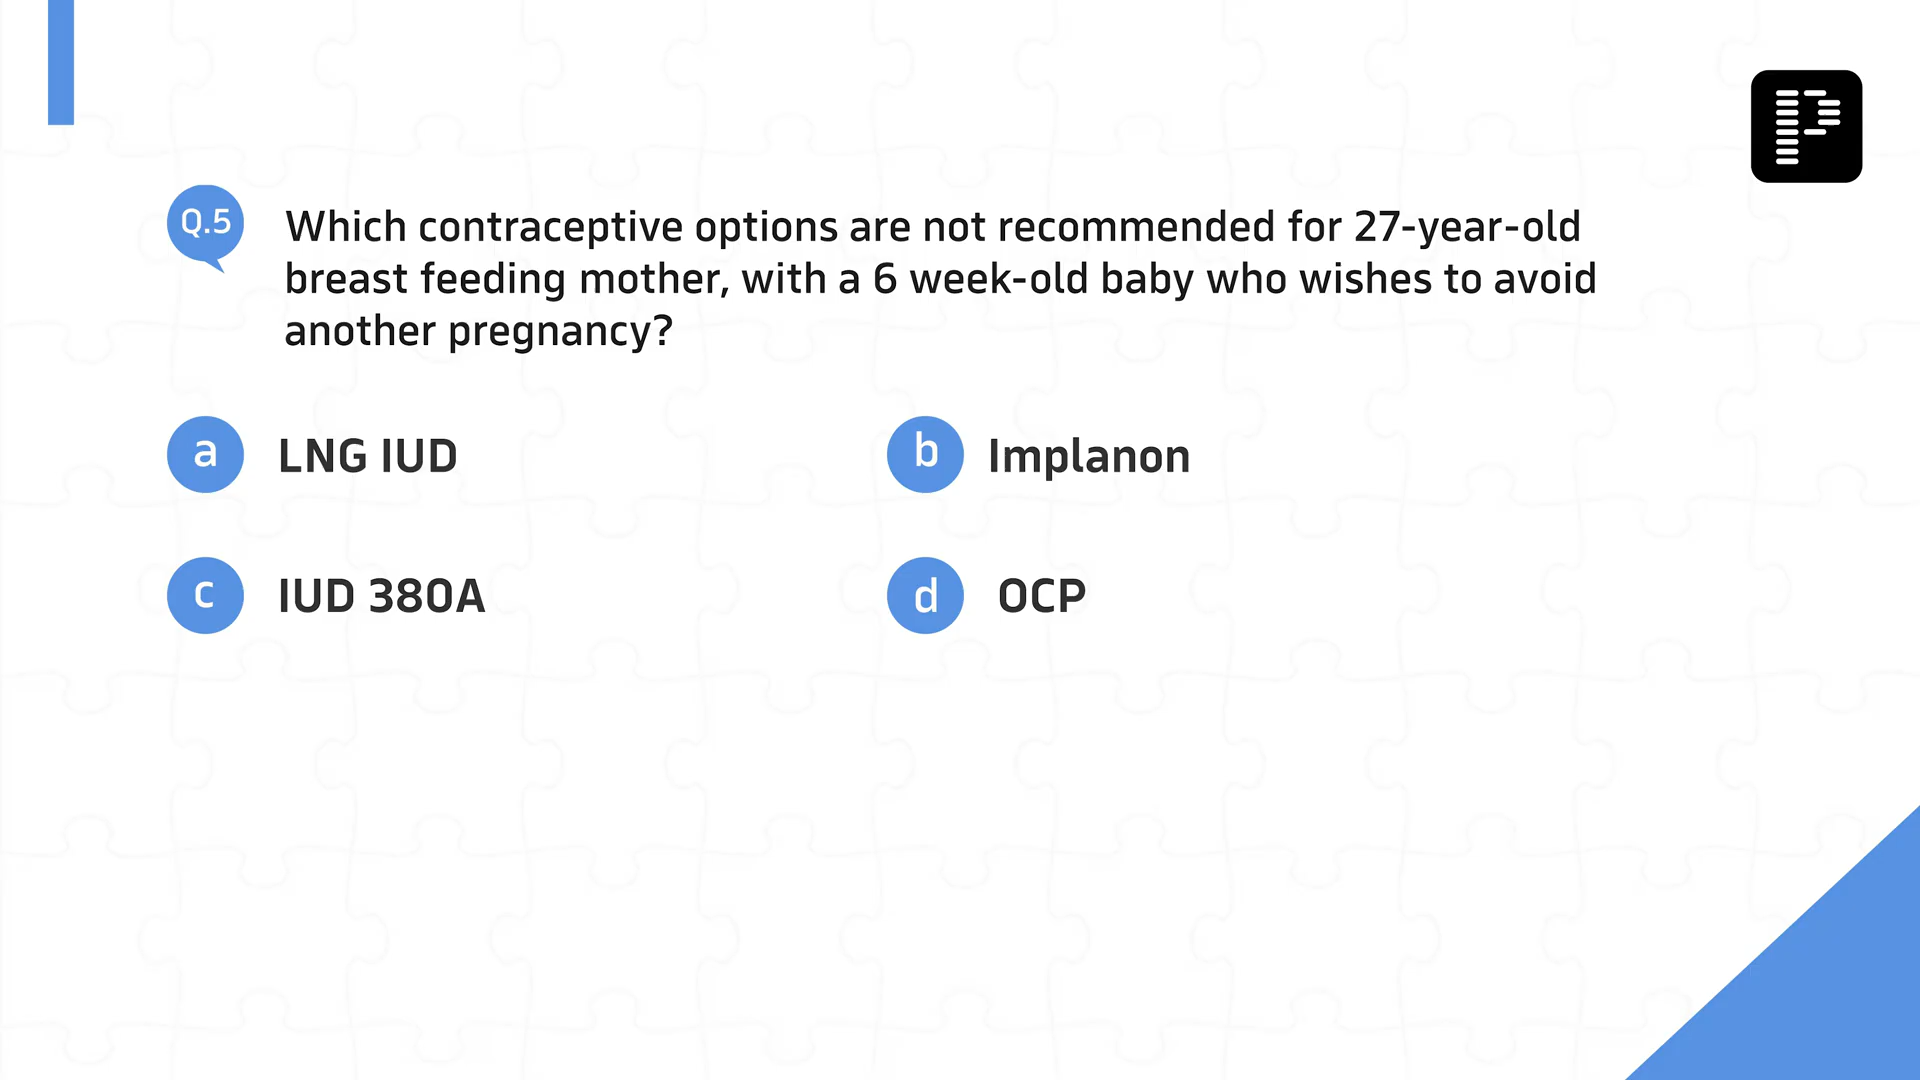 Q.5
Which contraceptive options are not recommended for 27-year-old
breast feeding mother, with a 6 week-old baby who wishes to avoid
another pregnancy?
a LNG IUD
b Implanon
c IUD 380A
d OCP